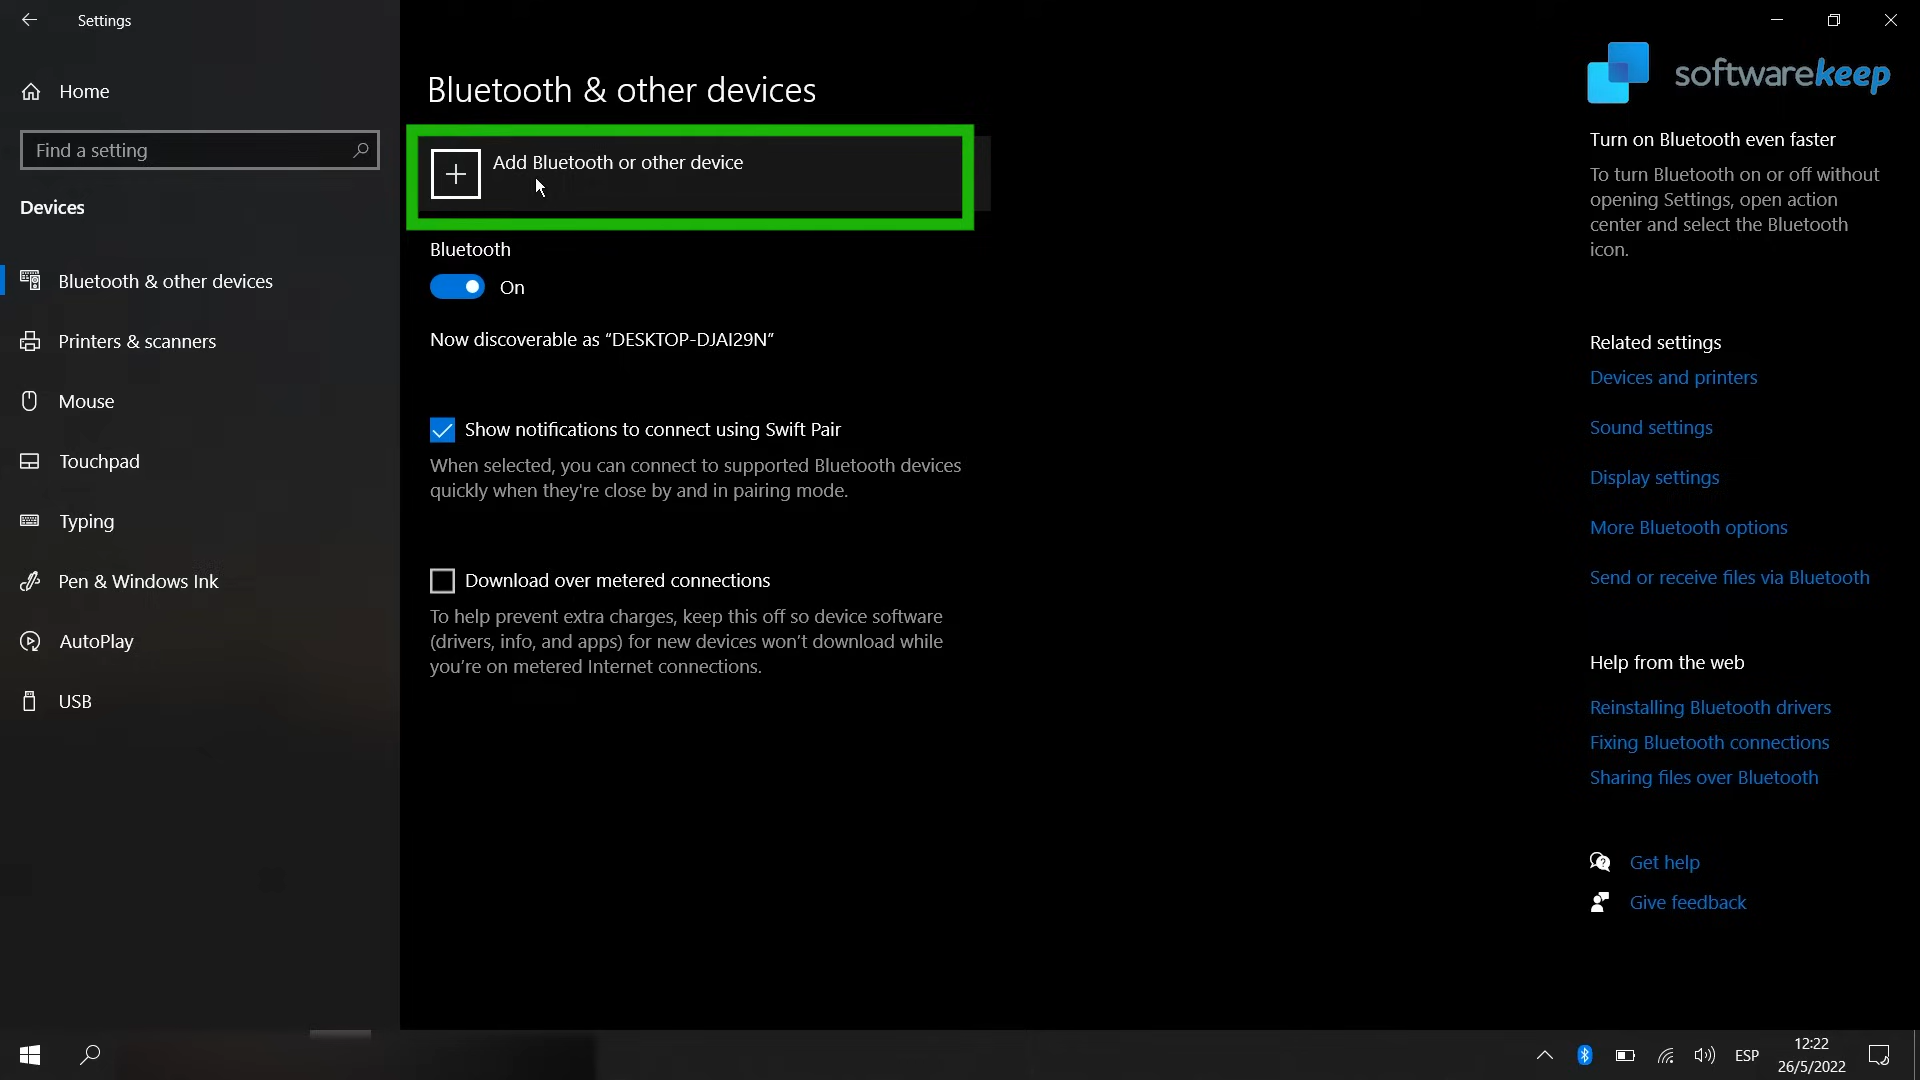 Settings
Home
Find a setting
Devices
Bluetooth & other devices
Printers & scanners
Mouse
Touchpad
Typing
Pen & Windows Ink
AutoPlay
USB
Bluetooth & other devices
Add Bluetooth or other device
Bluetooth
On
Now discoverable as “DESKTOP-DJAI29N”
Show notifications to connect using Swift Pair
When selected, you can connect to supported Bluetooth devices
quickly when they're close by and in pairing mode.
Download over metered connections
To help prevent extra charges, keep this off so device software
(drivers, info, and apps) for new devices won’t download while
you’re on metered Internet connections.
softwarekeep
Turn on Bluetooth even faster
To turn Bluetooth on or off without
opening Settings, open action
center and select the Bluetooth
icon.
Related settings
Devices and printers
Sound settings
Display settings
More Bluetooth options
Send or receive files via Bluetooth
Help from the web
Reinstalling Bluetooth drivers
Fixing Bluetooth connections
Sharing files over Bluetooth
Get help
Give feedback
ESP
12:22
26/5/2022